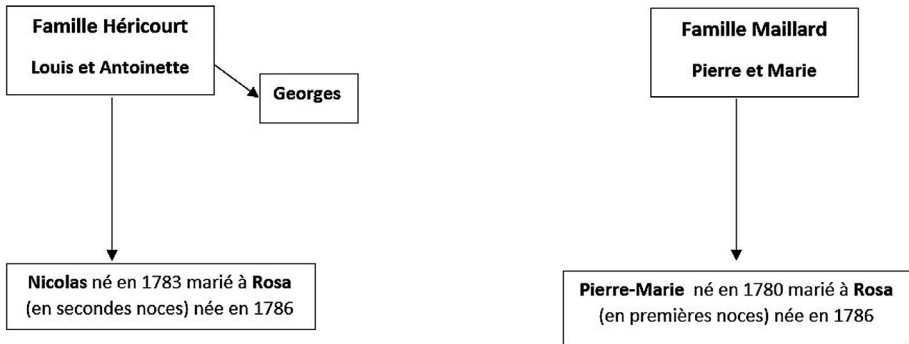 Famille Héricourt
Louis et Antoinette
Georges
Famille Maillard
Pierre et Marie
Nicolas né en 1783 marié à Rosa
(en secondes noces) née en 1786
Pierre-Marie né en 1780 marié à Rosa
(en premières noces) née en 1786